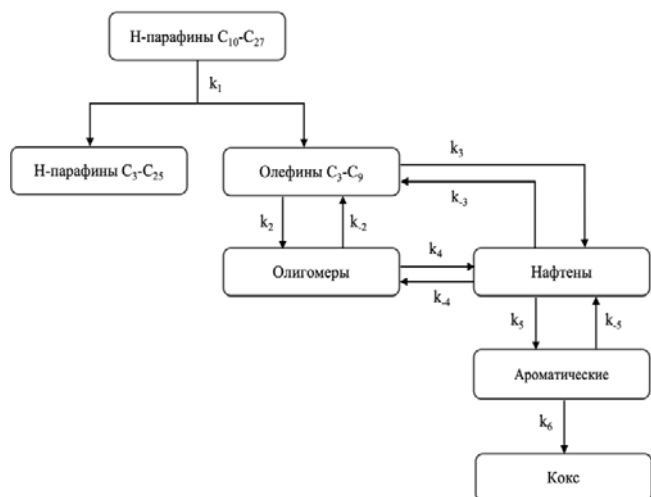 Н-парафины C₁₀-C₂₇
k₁
Н-парафины C₃-C₂₅
Олефины C₃-C₉
k₃
k₋₃
k₂
k₋₂
Олигомеры
k₄
k₋₄
Нафтены
k₅
k₋₅
Ароматические
k₆
Кокс